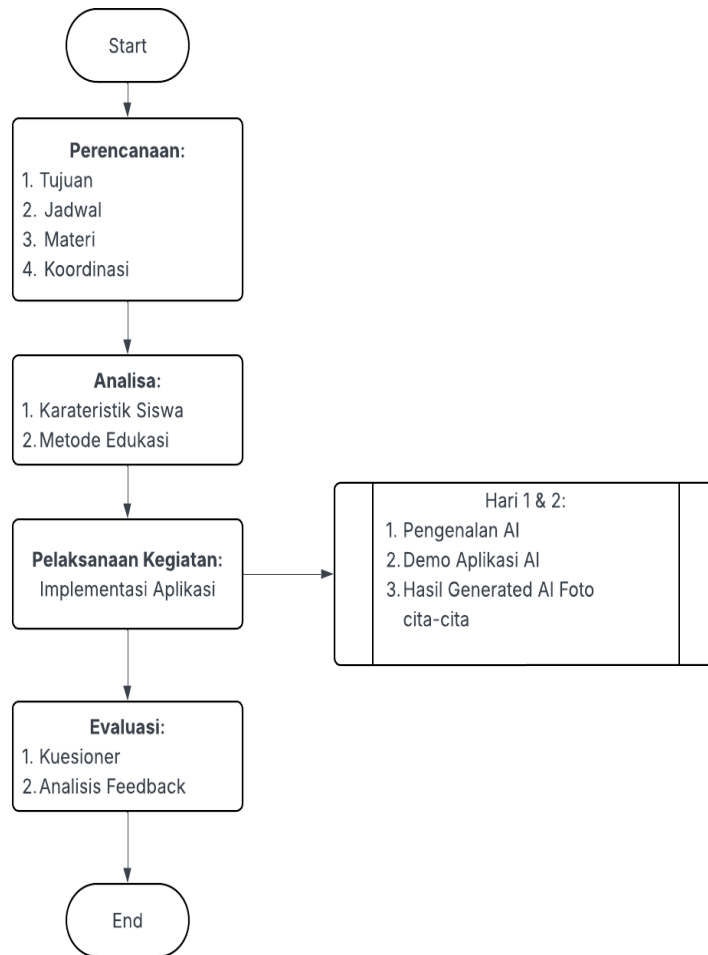 Start
Perencanaan:
1. Tujuan
2. Jadwal
3. Materi
4. Koordinasi
Analisa:
1. Karateristik Siswa
2. Metode Edukasi
Pelaksanaan Kegiatan:
Implementasi Aplikasi
Hari 1 & 2:
1. Pengenalan AI
2. Demo Aplikasi AI
3. Hasil Generated AI Foto
cita-cita
Evaluasi:
1. Kuesioner
2. Analisis Feedback
End